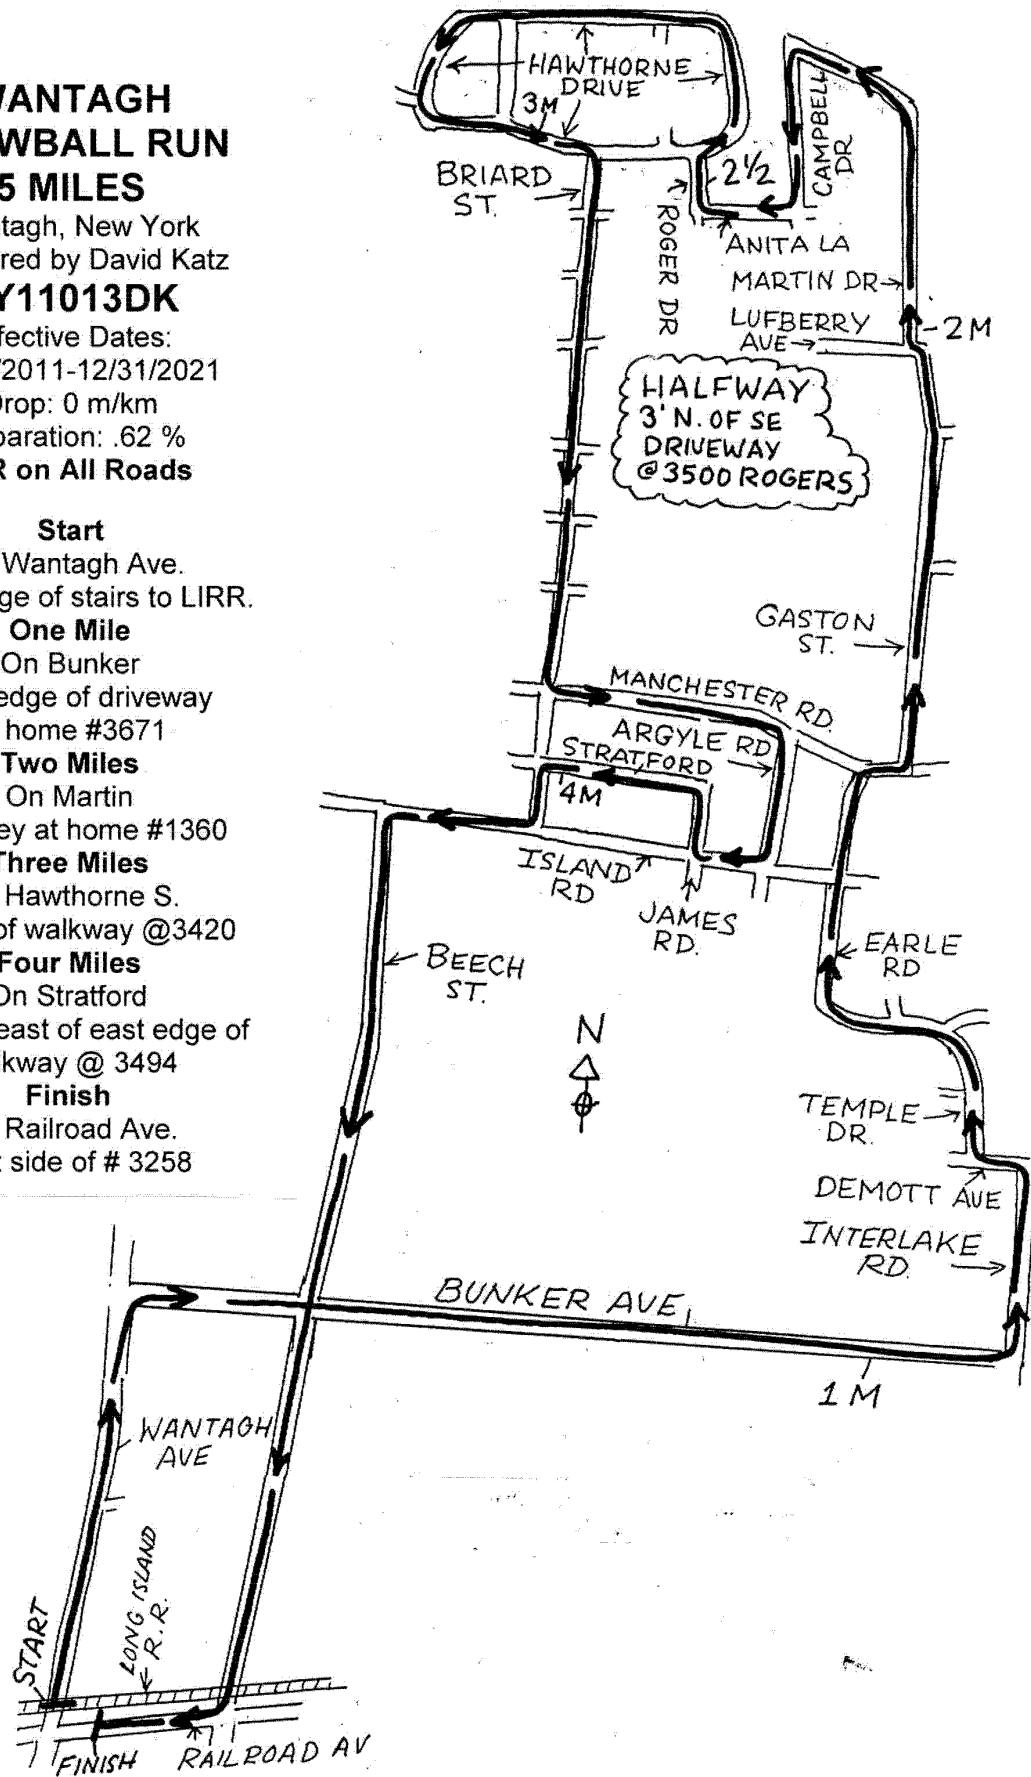 WANTAGH
WBALL RUN
5 MILES
tagh, New York
red by David Katz
Y11013DK
fective Dates:
/2011-12/31/2021
Drop: 0 m/km
paration: .62 %
R on All Roads
Start
Wantagh Ave.
ge of stairs to LIRR.
One Mile
On Bunker
edge of driveway
home #3671
Two Miles
On Martin
ey at home #1360
Three Miles
Hawthorne S.
of walkway @3420
Four Miles
On Stratford
east of east edge of
kway @ 3494
Finish
Railroad Ave.
side of # 3258
HAWTHORNE
DRIVE
3M
BRIARD
ST.
2 1/2
CAMPBELL
DR
ROGER DR
ANITA LA
MARTIN DR
LUFBERRY
AVE
2M
HALFWAY
3' N. OF SE
DRIVEWAY
@3500 ROGERS
GASTON
ST.
MANCHESTER RD.
ARGYLE RD
STRATFORD
4M
ISLAND
RD
JAMES
RD.
BEECH
ST.
EARLE
RD
N
TEMPLE
DR.
DEMOTT AVE
INTERLAKE
RD.
BUNKER AVE.
1M
WANTAGH
AVE
LONG ISLAND
R.R.
START
FINISH
RAILROAD AV